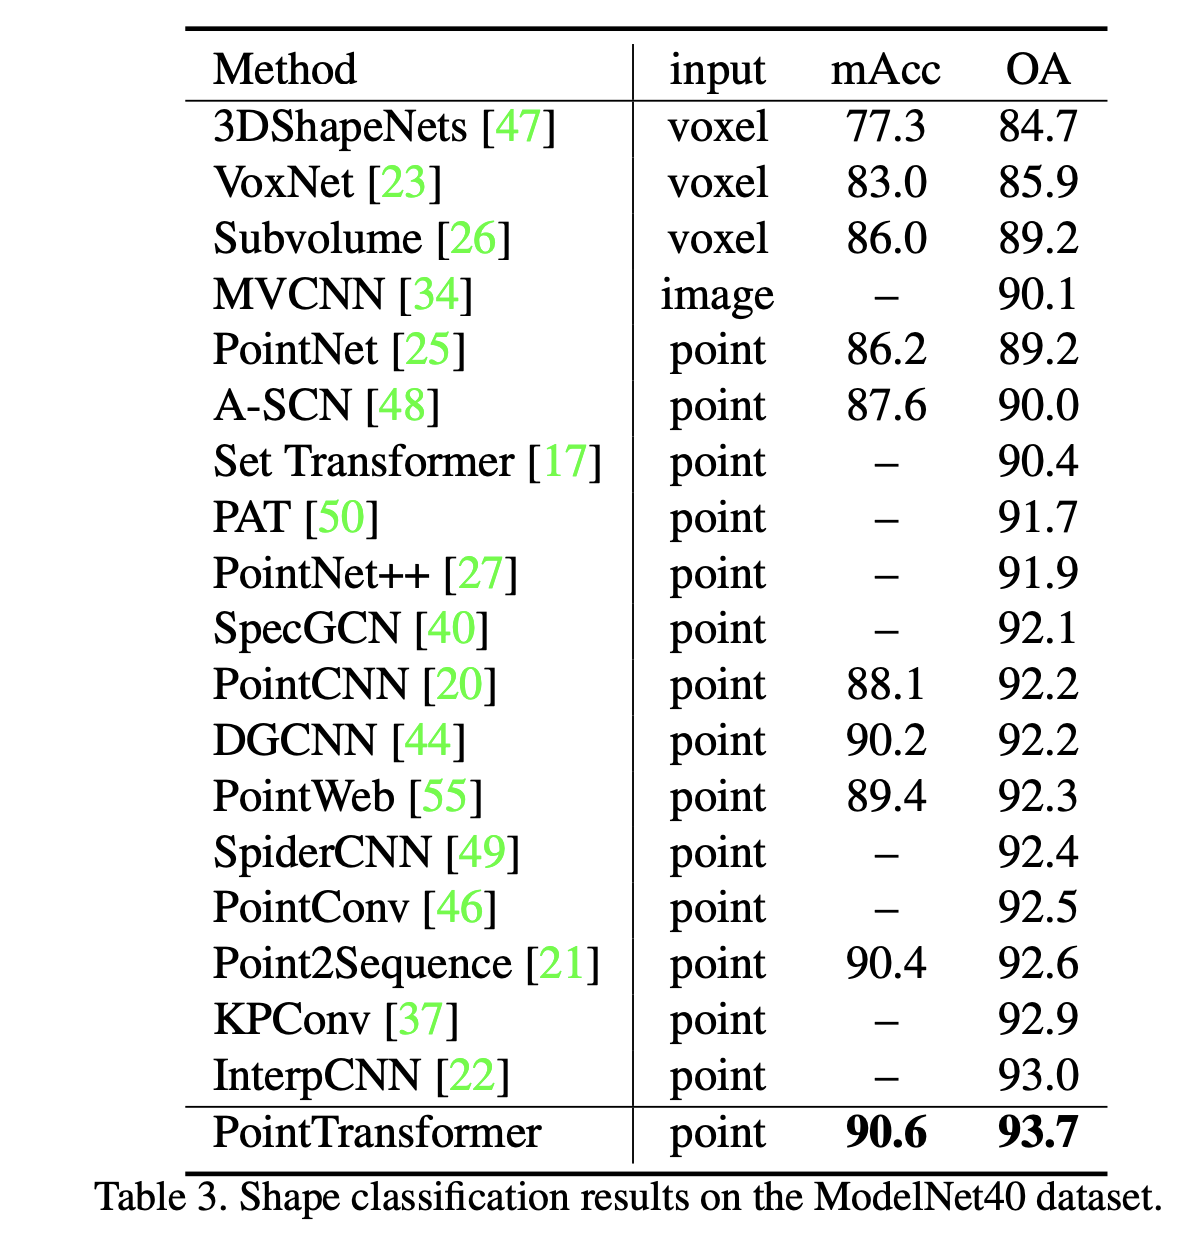 Method input mAcc OA
3DShapeNets [47] voxel 77.3 84.7
VoxNet [23] voxel 83.0 85.9
Subvolume [26] voxel 86.0 89.2
MVCNN [34] image – 90.1
PointNet [25] point 86.2 89.2
A-SCN [48] point 87.6 90.0
Set Transformer [17] point – 90.4
PAT [50] point – 91.7
PointNet++ [27] point – 91.9
SpecGCN [40] point – 92.1
PointCNN [20] point 88.1 92.2
DGCNN [44] point 90.2 92.2
PointWeb [55] point 89.4 92.3
SpiderCNN [49] point – 92.4
PointConv [46] point – 92.5
Point2Sequence [21] point 90.4 92.6
KPConv [37] point – 92.9
InterpCNN [22] point – 93.0
PointTransformer point 90.6 93.7
Table 3. Shape classification results on the ModelNet40 dataset.